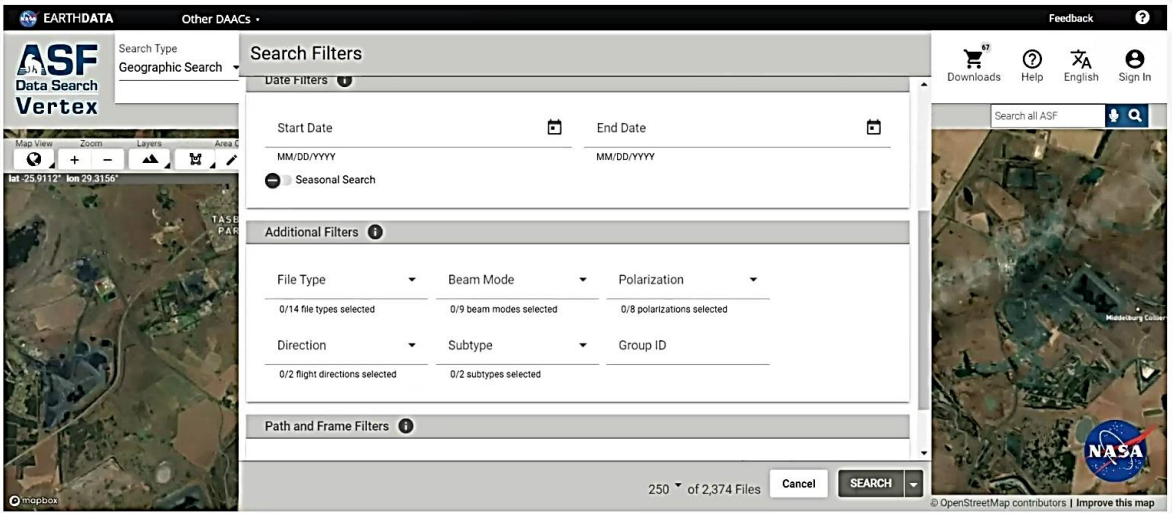 EARTHDATA
Other DAACs
Feedback
ASF
Data Search
Vertex
Search Type
Geographic Search
Search Filters
67
Downloads
Help
English
Sign In
Search all ASF
Date Filters
Start Date
End Date
MM/DD/YYYY
MM/DD/YYYY
Seasonal Search
Map View
Zoom
Layers
Area
lat -25.9112° lon 29.3156°
TASB
PAR
Additional Filters
File Type
Beam Mode
Polarization
0/14 file types selected
0/9 beam modes selected
0/8 polarizations selected
Direction
Subtype
Group ID
0/2 flight directions selected
0/2 subtypes selected
Middelburg Collier
Path and Frame Filters
NASA
250 of 2,374 Files
Cancel
SEARCH
mapbox
© OpenStreetMap contributors | Improve this map